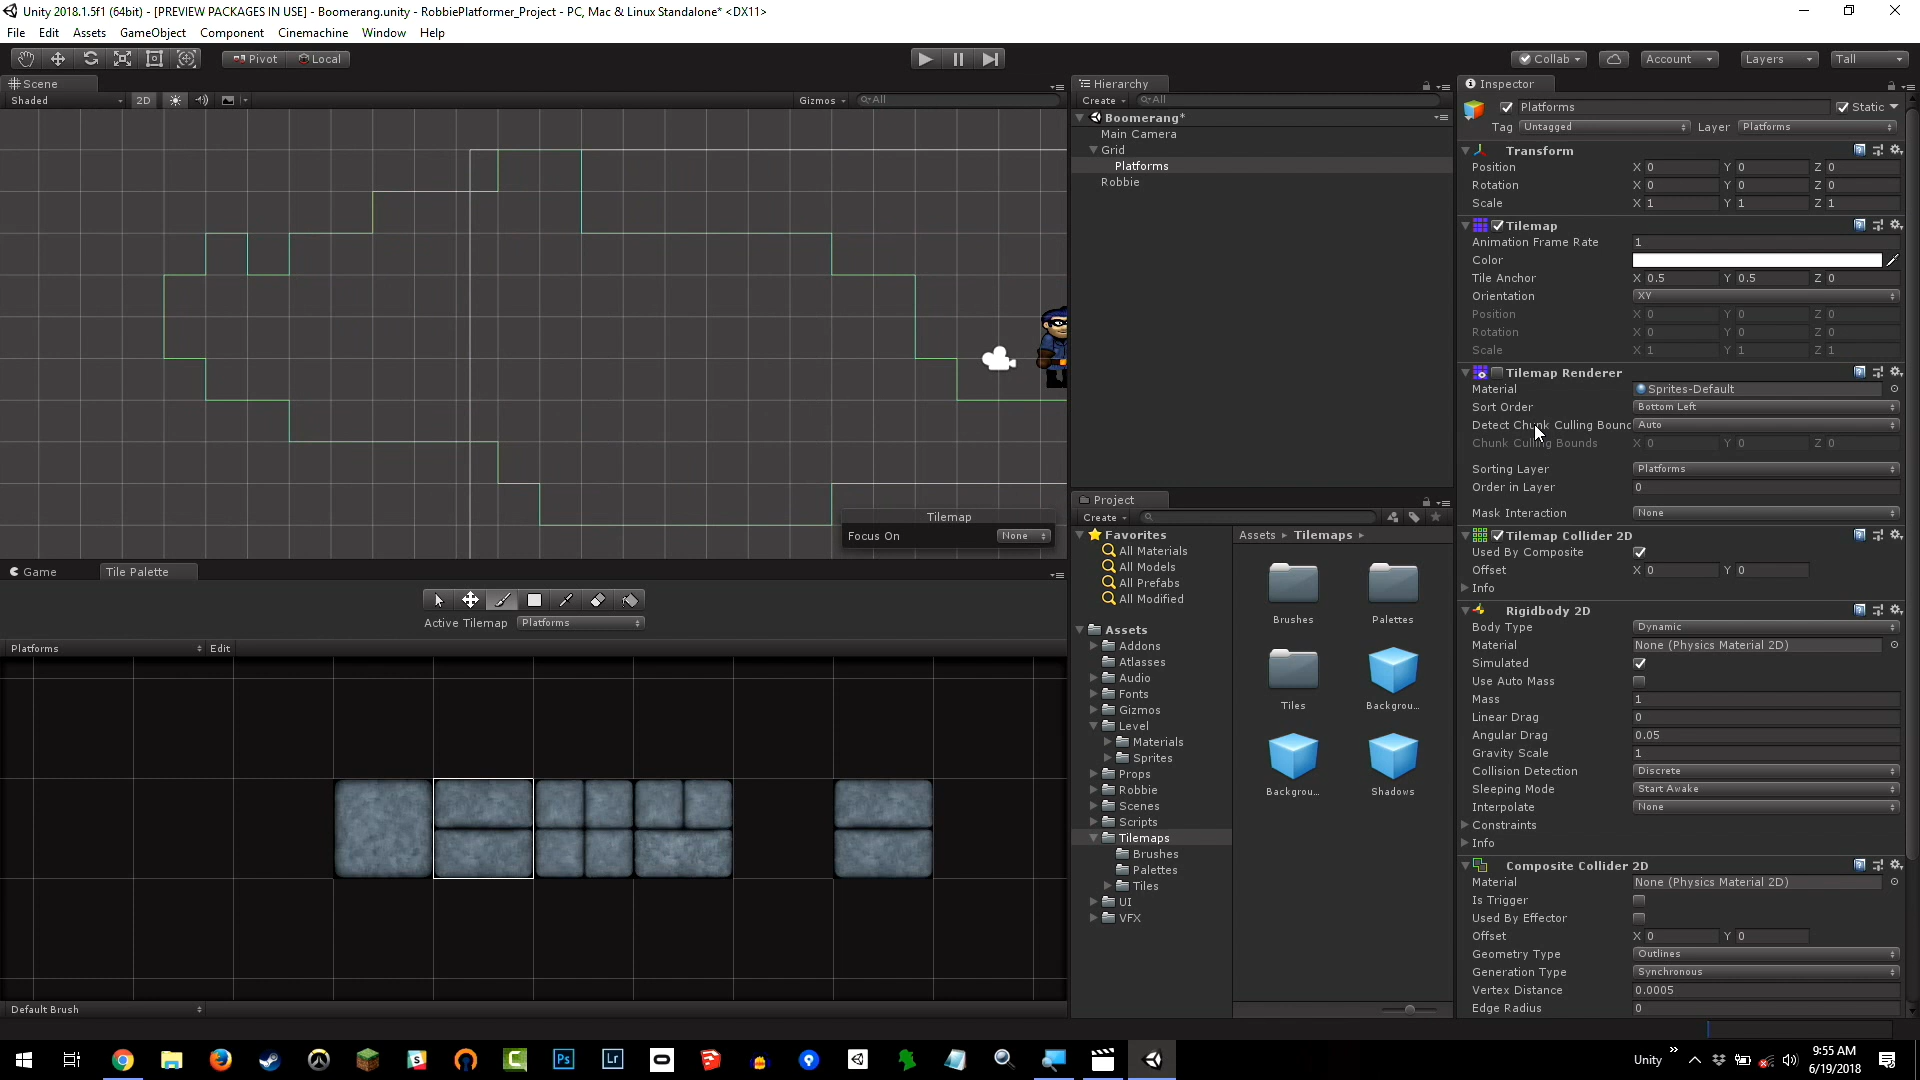 Unity 2018.1.5f1 (64bit) - [PREVIEW PACKAGES IN USE] - Boomerang.unity - RobbiePlatformer_Project - PC, Mac & Linux Standalone* <DX11>
File Edit Assets GameObject Component Cinemachine Window Help
Pivot Local
Collab Account Layers Tall
Scene
Shaded 2D Gizmos All
Tilemap
Focus On None
Game Tile Palette
Active Tilemap Platforms
Platforms Edit
Default Brush
Hierarchy
Create All
Boomerang*
Main Camera
Grid
Platforms
Robbie
Project
Create
Favorites
All Materials
All Models
All Prefabs
All Modified
Assets
Addons
Atlasses
Audio
Fonts
Gizmos
Level
Materials
Sprites
Props
Robbie
Scenes
Scripts
Tilemaps
Brushes
Palettes
Tiles
UI
VFX
Assets Tilemaps
Brushes Palettes
Tiles Backgrou...
Backgrou... Shadows
Inspector
Platforms Static
Tag Untagged Layer Platforms
Transform
Position X 0 Y 0 Z 0
Rotation X 0 Y 0 Z 0
Scale X 1 Y 1 Z 1
Tilemap
Animation Frame Rate 1
Color
Tile Anchor X 0.5 Y 0.5 Z 0
Orientation XY
Position X 0 Y 0 Z 0
Rotation X 0 Y 0 Z 0
Scale X 1 Y 1 Z 1
Tilemap Renderer
Material Sprites-Default
Sort Order Bottom Left
Detect Chunk Culling Bounc Auto
Chunk Culling Bounds X 0 Y 0 Z 0
Sorting Layer Platforms
Order in Layer 0
Mask Interaction None
Tilemap Collider 2D
Used By Composite
Offset X 0 Y 0
Info
Rigidbody 2D
Body Type Dynamic
Material None (Physics Material 2D)
Simulated
Use Auto Mass
Mass 1
Linear Drag 0
Angular Drag 0.05
Gravity Scale 1
Collision Detection Discrete
Sleeping Mode Start Awake
Interpolate None
Constraints
Info
Composite Collider 2D
Material None (Physics Material 2D)
Is Trigger
Used By Effector
Offset X 0 Y 0
Geometry Type Outlines
Generation Type Synchronous
Vertex Distance 0.0005
Edge Radius 0
Ps Lr
Unity 9:55 AM
6/19/2018